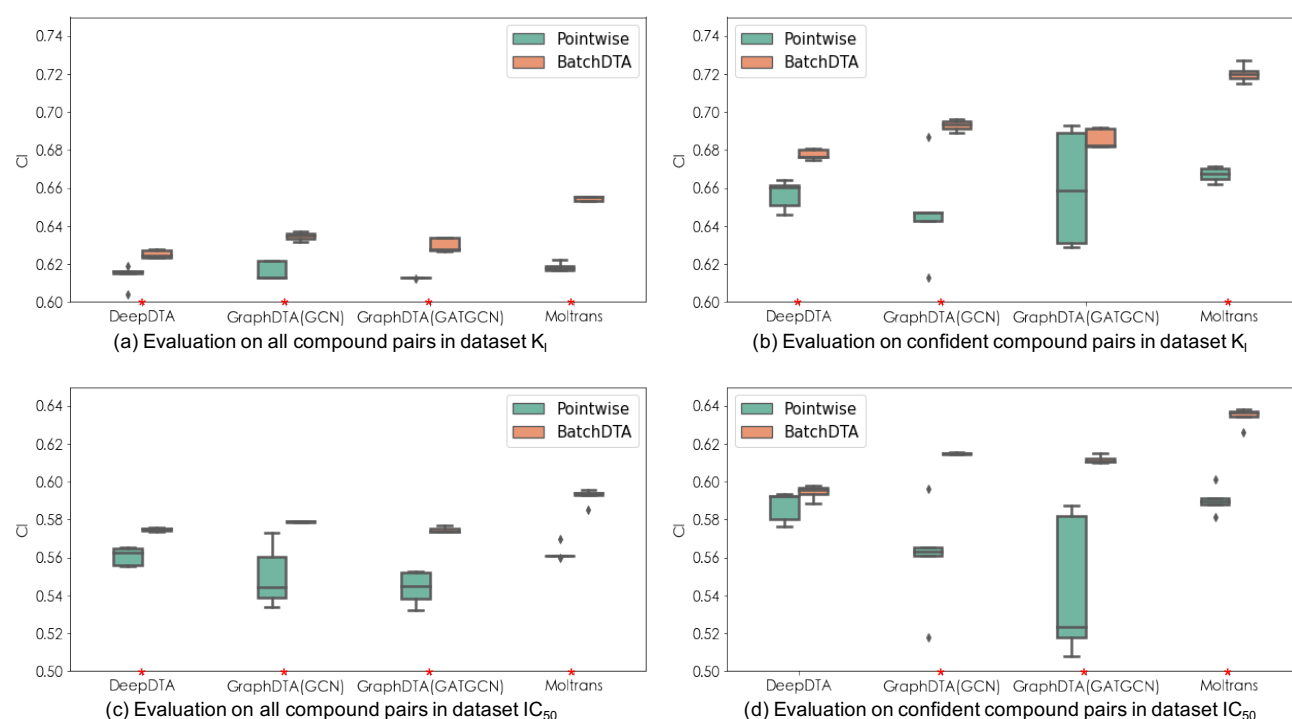 0.74
0.72
0.70
0.68
0.66
0.64
0.62
0.60
CI
Pointwise
BatchDTA
* * * *
DeepDTA GraphDTA(GCN) GraphDTA(GATGCN) Moltrans
(a) Evaluation on all compound pairs in dataset Kᵢ
0.74
0.72
0.70
0.68
0.66
0.64
0.62
0.60
CI
Pointwise
BatchDTA
* * *
DeepDTA GraphDTA(GCN) GraphDTA(GATGCN) Moltrans
(b) Evaluation on confident compound pairs in dataset Kᵢ
0.64
0.62
0.60
0.58
0.56
0.54
0.52
0.50
CI
Pointwise
BatchDTA
* * * *
DeepDTA GraphDTA(GCN) GraphDTA(GATGCN) Moltrans
(c) Evaluation on all compound pairs in dataset IC₅₀
0.64
0.62
0.60
0.58
0.56
0.54
0.52
0.50
CI
Pointwise
BatchDTA
* * *
DeepDTA GraphDTA(GCN) GraphDTA(GATGCN) Moltrans
(d) Evaluation on confident compound pairs in dataset IC₅₀